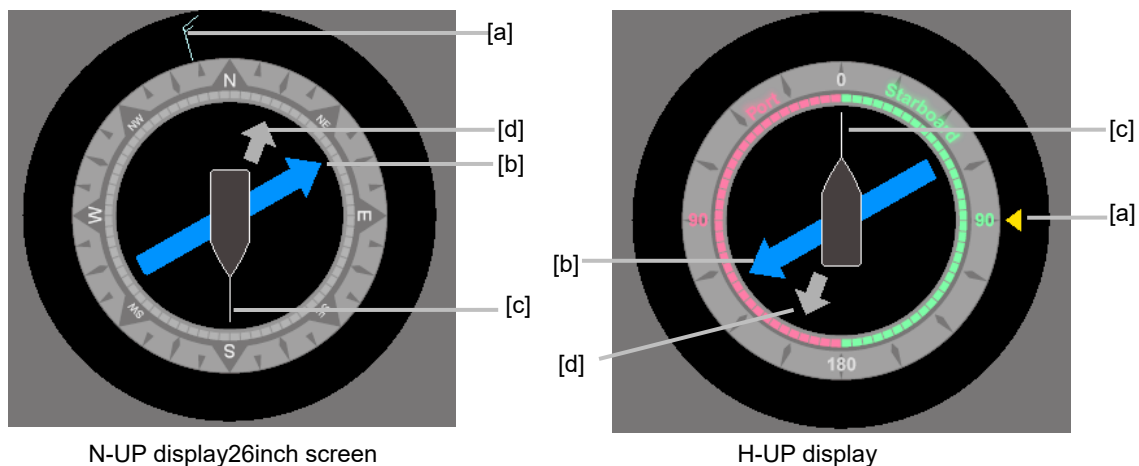 [a]
N
NW
NE
[d]
[b]
W
E
SW
SE
[c]
S
N-UP display26inch screen
0
Port
Starboard
[c]
90
90
[a]
[b]
[d]
180
H-UP display